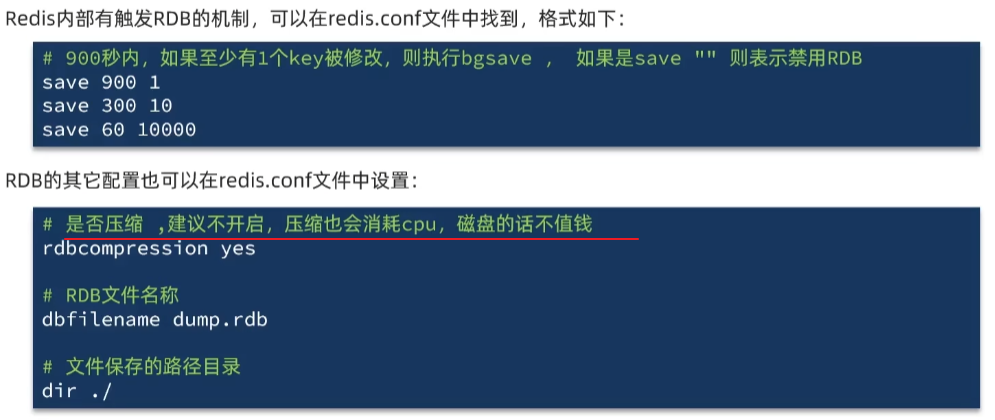 Redis内部有触发RDB的机制，可以在redis.conf文件中找到，格式如下：
# 900秒内，如果至少有1个key被修改，则执行bgsave ， 如果是save "" 则表示禁用RDB
save 900 1
save 300 10
save 60 10000
RDB的其它配置也可以在redis.conf文件中设置：
# 是否压缩 ,建议不开启，压缩也会消耗cpu，磁盘的话不值钱
rdbcompression yes
# RDB文件名称
dbfilename dump.rdb
# 文件保存的路径目录
dir ./